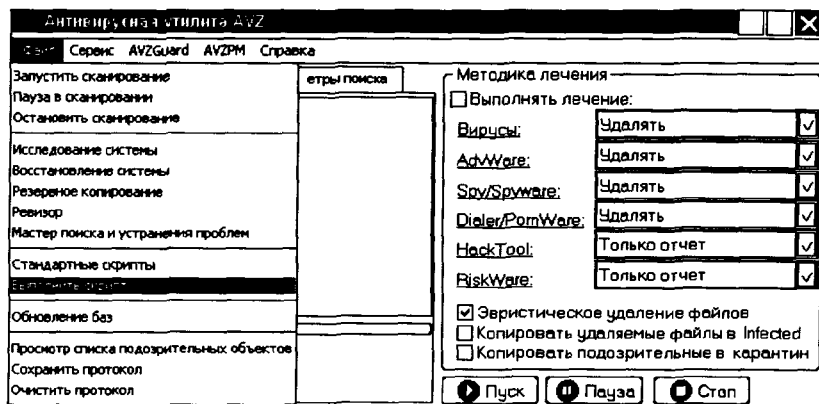 Антивирусная утилита AVZ
Файл Сервис AVZGuard AVZPM Справка
Запустить сканирование
Пауза в сканировании
Остановить сканирование
Исследование системы
Восстановление системы
Резервное копирование
Ревизор
Мастер поиска и устранения проблем
Стандартные скрипты
Выполнить скрипт
Обновление баз
Просмотр списка подозрительных объектов
Сохранить протокол
Очистить протокол
етры поиска
Методика лечения
Выполнять лечение:
Вирусы: Удалять
AdvWare: Удалять
Spy/Spyware: Удалять
Dialer/PornWare: Удалять
HackTool: Только отчет
RiskWare: Только отчет
Эвристическое удаление файлов
Копировать удаляемые файлы в Infected
Копировать подозрительные в карантин
Пуск Пауза Стоп